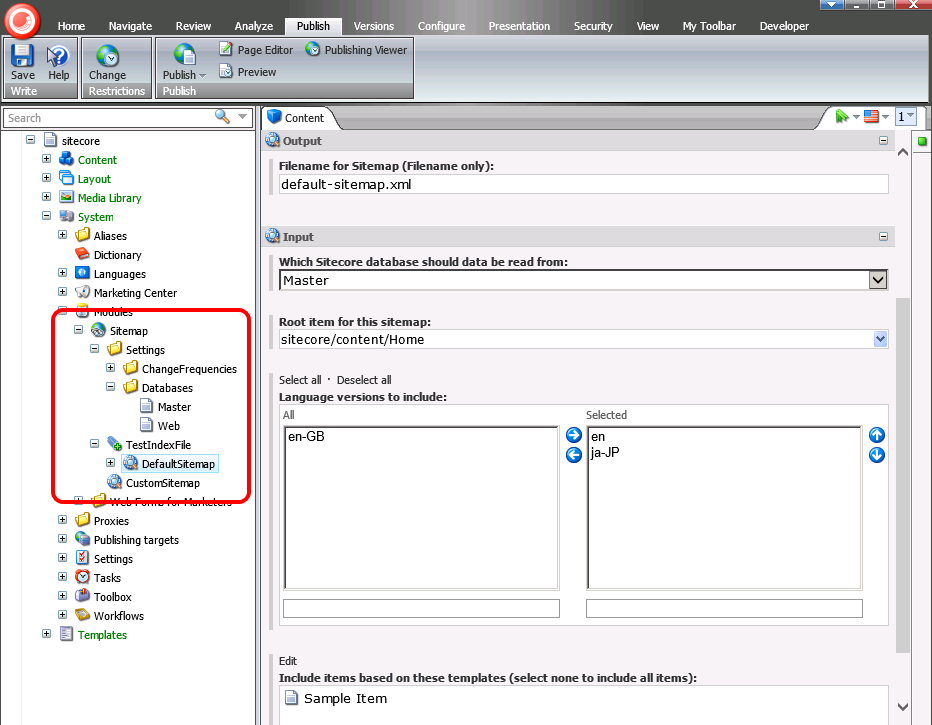 Home Navigate Review Analyze Publish Versions Configure Presentation Security View My Toolbar Developer
Save Help
Write
Change
Restrictions
Publish
Page Editor
Publishing Viewer
Preview
Publish
Search
sitecore
Content
Layout
Media Library
System
Aliases
Dictionary
Languages
Marketing Center
Modules
Sitemap
Settings
ChangeFrequencies
Databases
Master
Web
TestIndexFile
DefaultSitemap
CustomSitemap
Web Forms for Marketers
Proxies
Publishing targets
Settings
Tasks
Toolbox
Workflows
Templates
Content
1
Output
Filename for Sitemap (Filename only):
default-sitemap.xml
Input
Which Sitecore database should data be read from:
Master
Root item for this sitemap:
sitecore/content/Home
Select all · Deselect all
Language versions to include:
All
en-GB
Selected
en
ja-JP
Edit
Include items based on these templates (select none to include all items):
Sample Item